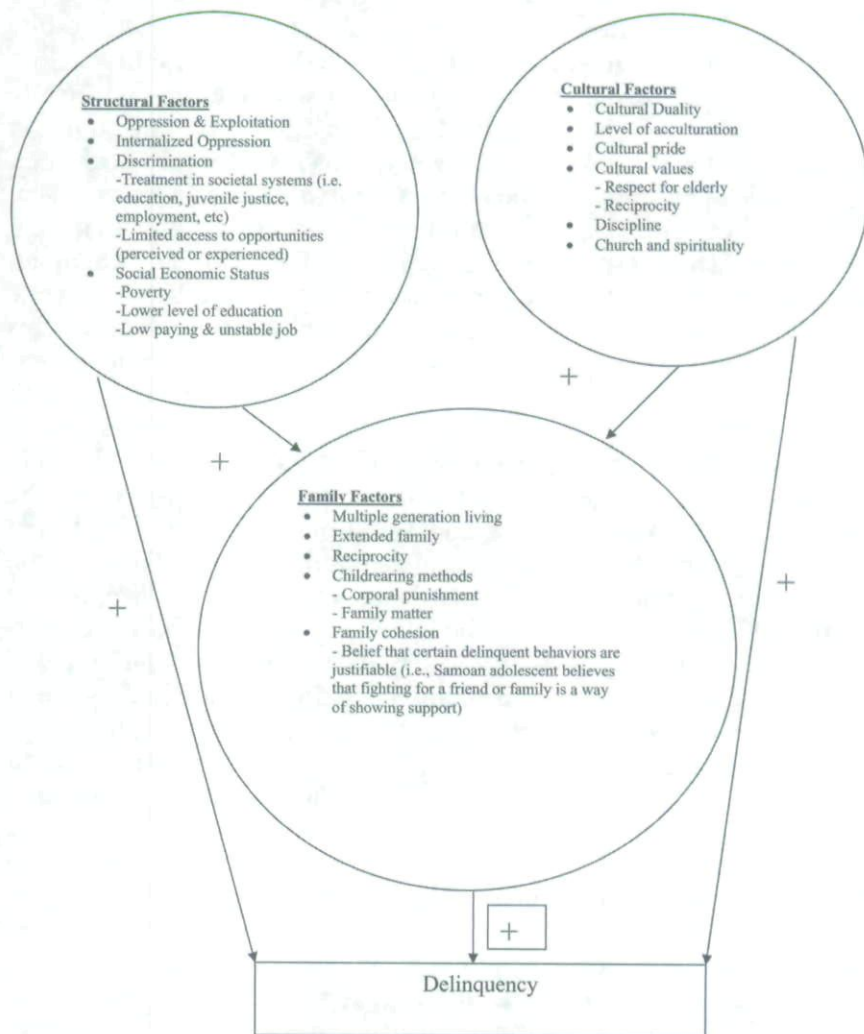 Structural Factors
• Oppression & Exploitation
• Internalized Oppression
• Discrimination
-Treatment in societal systems (i.e.
education, juvenile justice,
employment, etc)
-Limited access to opportunities
(perceived or experienced)
• Social Economic Status
-Poverty
-Lower level of education
-Low paying & unstable job
Cultural Factors
• Cultural Duality
• Level of acculturation
• Cultural pride
• Cultural values
- Respect for elderly
- Reciprocity
• Discipline
• Church and spirituality
+
+
Family Factors
• Multiple generation living
• Extended family
• Reciprocity
• Childrearing methods
- Corporal punishment
- Family matter
• Family cohesion
- Belief that certain delinquent behaviors are
justifiable (i.e., Samoan adolescent believes
that fighting for a friend or family is a way
of showing support)
+
+
+
Delinquency